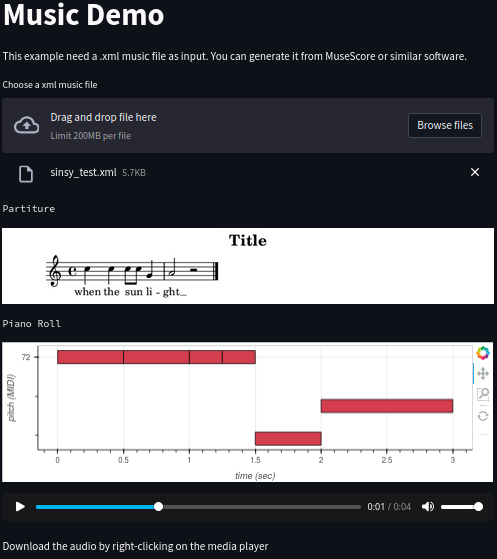 Music Demo
This example need a .xml music file as input. You can generate it from MuseScore or similar software.
Choose a xml music file
Drag and drop file here
Limit 200MB per file
Browse files
sinsy_test.xml 5.7KB
Partiture
Title
when the sun li - ght_
Piano Roll
72
pitch (MIDI)
0 0.5 1 1.5 2 2.5 3
time (sec)
0:01 / 0:04
Download the audio by right-clicking on the media player